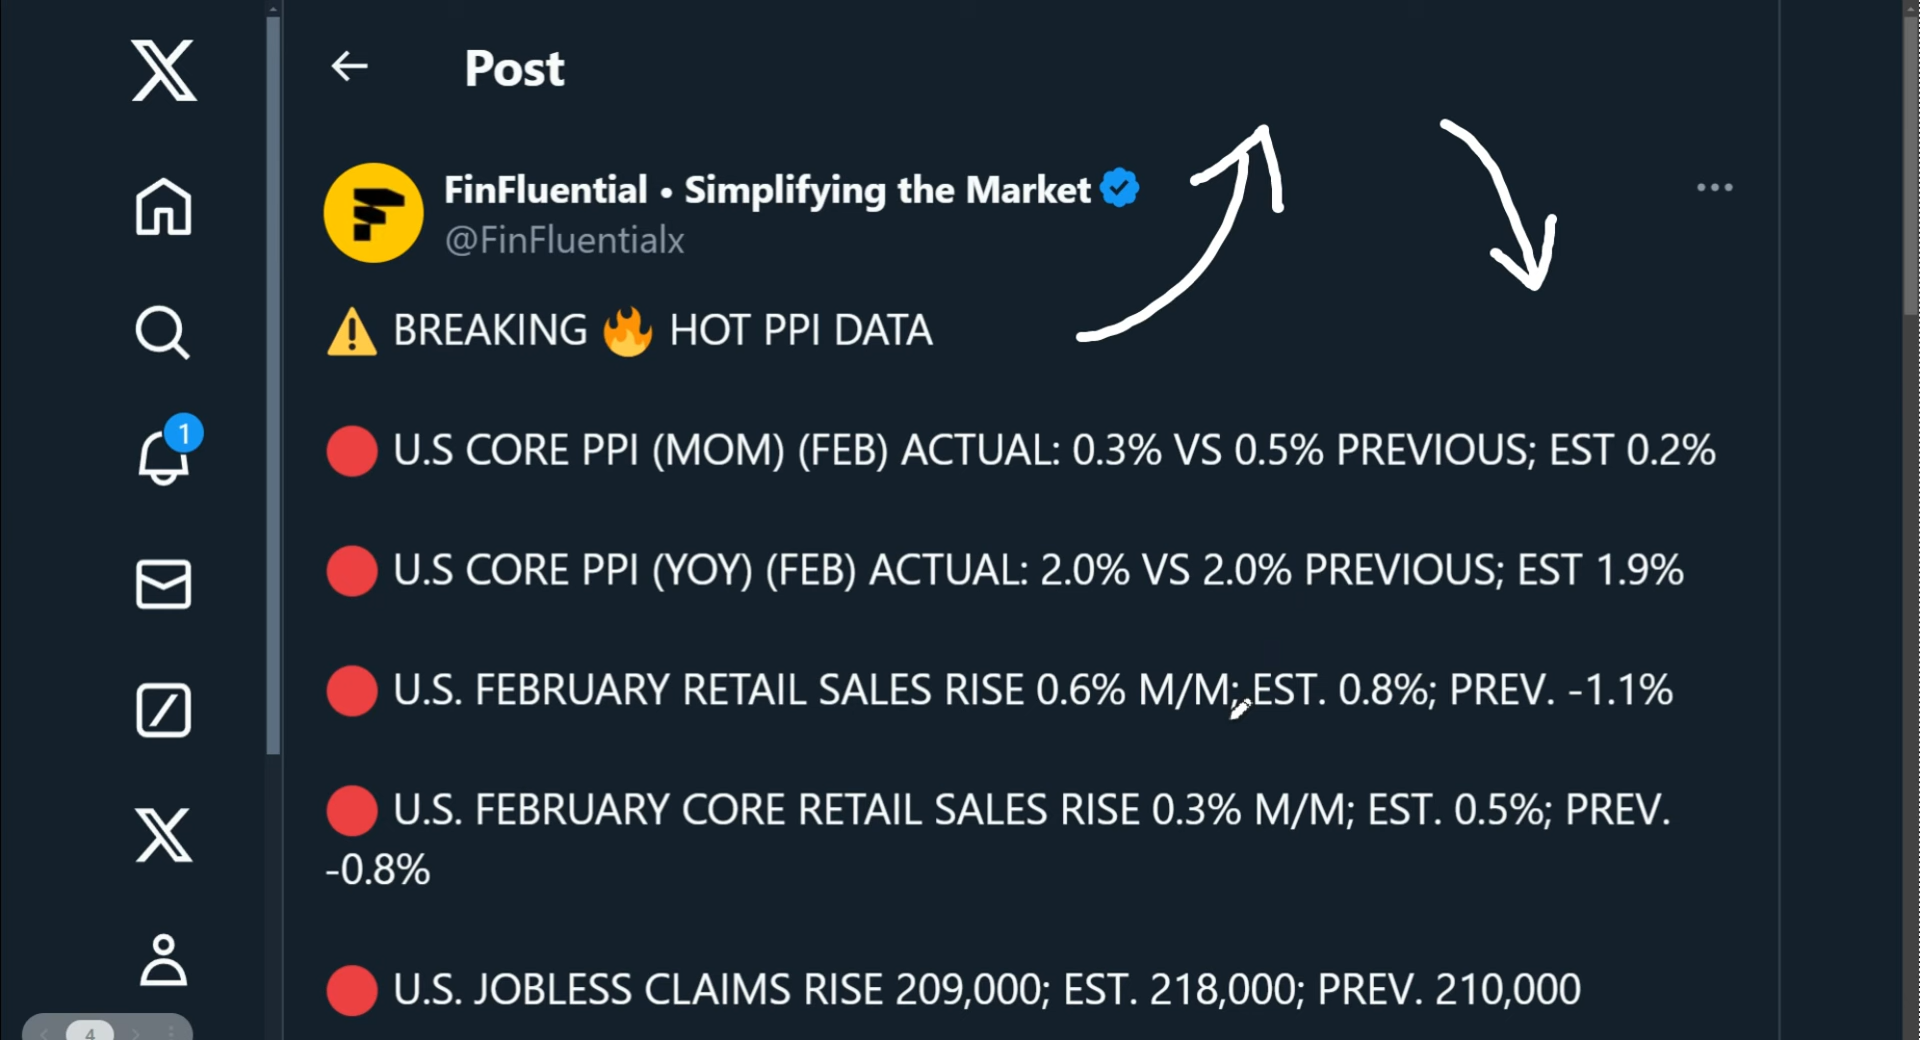 Post
FinFluential • Simplifying the Market
@FinFluentialx
⚠️ BREAKING 🔥 HOT PPI DATA
🔴 U.S CORE PPI (MOM) (FEB) ACTUAL: 0.3% VS 0.5% PREVIOUS; EST 0.2%
🔴 U.S CORE PPI (YOY) (FEB) ACTUAL: 2.0% VS 2.0% PREVIOUS; EST 1.9%
🔴 U.S. FEBRUARY RETAIL SALES RISE 0.6% M/M; EST. 0.8%; PREV. -1.1%
🔴 U.S. FEBRUARY CORE RETAIL SALES RISE 0.3% M/M; EST. 0.5%; PREV.
-0.8%
🔴 U.S. JOBLESS CLAIMS RISE 209,000; EST. 218,000; PREV. 210,000
1
4